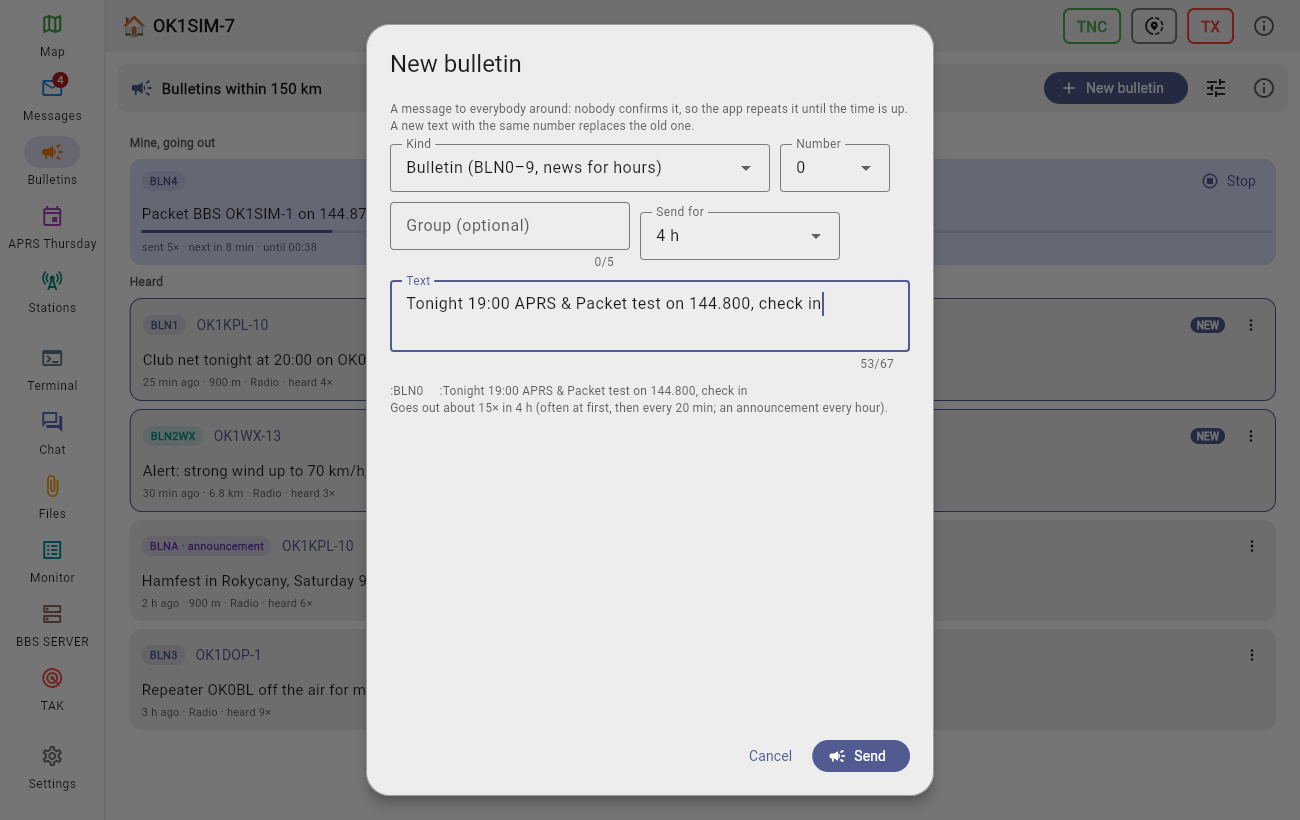 OK1SIM-7
TNC
TX
Map
4
Messages
Bulletins
APRS Thursday
Stations
Terminal
Chat
Files
Monitor
BBS SERVER
TAK
Settings
Bulletins within 150 km
New bulletin
Mine, going out
BLN4
Stop
Packet BBS OK1SIM-1 on 144.87
sent 5× · next in 8 min · until 00:38
Heard
BLN1
OK1KPL-10
NEW
Club net tonight at 20:00 on OK0
25 min ago · 900 m · Radio · heard 4×
BLN2WX
OK1WX-13
NEW
Alert: strong wind up to 70 km/h,
30 min ago · 6.8 km · Radio · heard 3×
BLNA · announcement
OK1KPL-10
Hamfest in Rokycany, Saturday 9
2 h ago · 900 m · Radio · heard 6×
BLN3
OK1DOP-1
Repeater OK0BL off the air for m
3 h ago · Radio · heard 9×
New bulletin
A message to everybody around: nobody confirms it, so the app repeats it until the time is up.
A new text with the same number replaces the old one.
Kind
Bulletin (BLN0–9, news for hours)
Number
0
Group (optional)
0/5
Send for
4 h
Text
Tonight 19:00 APRS & Packet test on 144.800, check in
53/67
:BLN0     :Tonight 19:00 APRS & Packet test on 144.800, check in
Goes out about 15× in 4 h (often at first, then every 20 min; an announcement every hour).
Cancel
Send